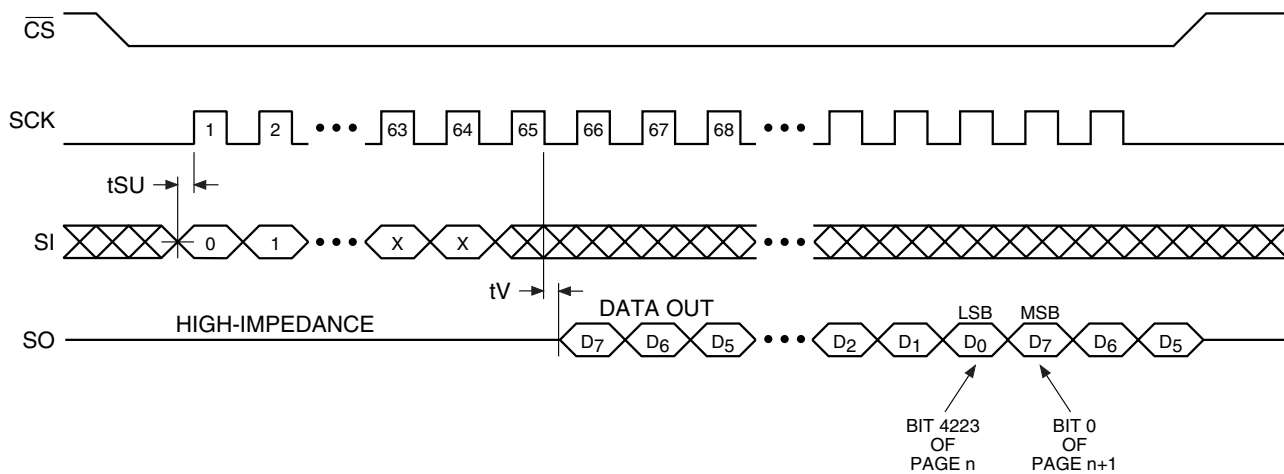 CS
SCK 1 2 ••• 63 64 65 66 67 68 •••
tSU
SI 0 1 ••• X X •••
tV
HIGH-IMPEDANCE
DATA OUT
LSB MSB
SO D7 D6 D5 ••• D2 D1 D0 D7 D6 D5
BIT 4223
OF
PAGE n
BIT 0
OF
PAGE n+1